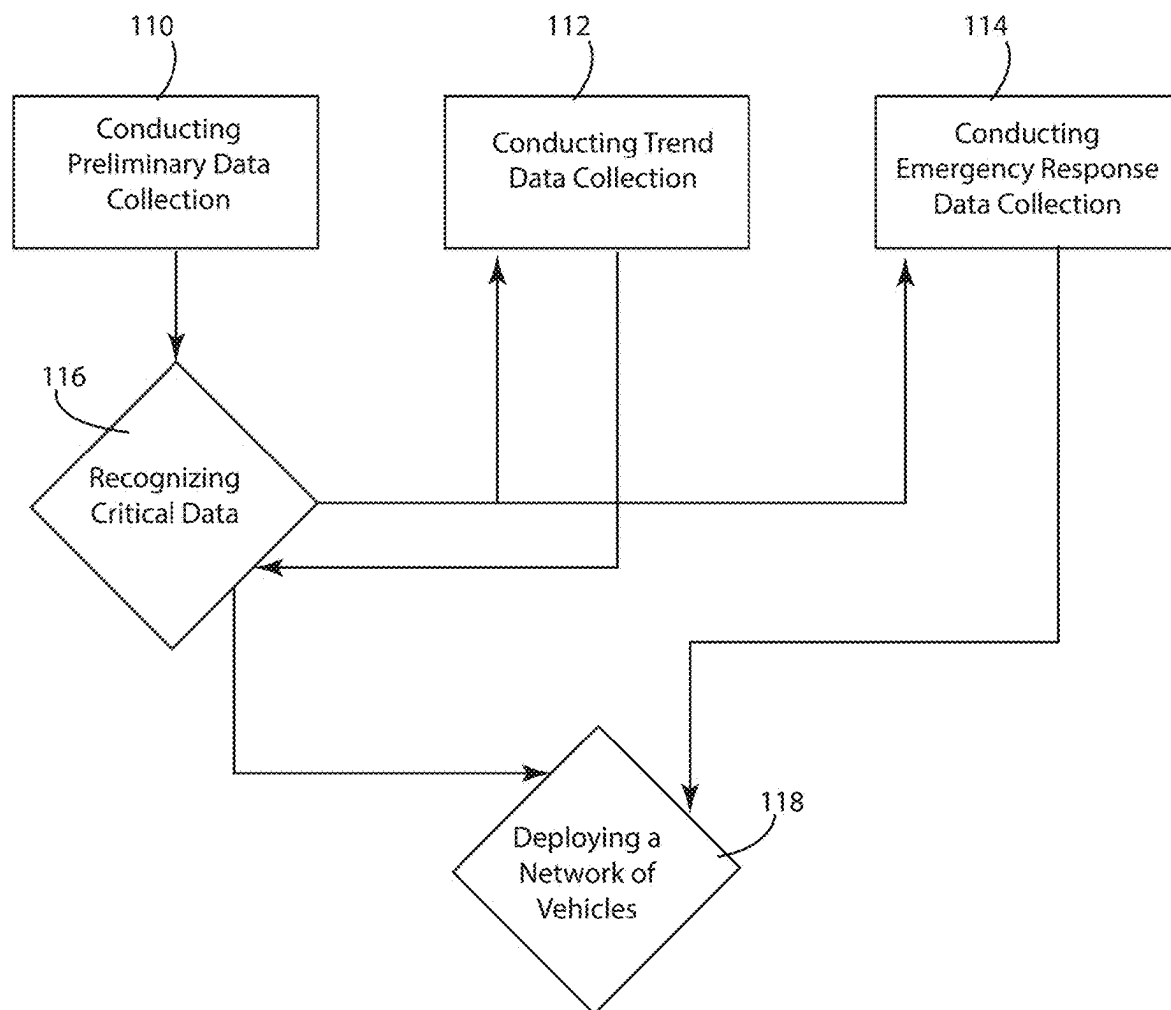 110
112
114
Conducting
Preliminary Data
Collection
Conducting Trend
Data Collection
Conducting
Emergency Response
Data Collection
116
Recognizing
Critical Data
118
Deploying a
Network of
Vehicles